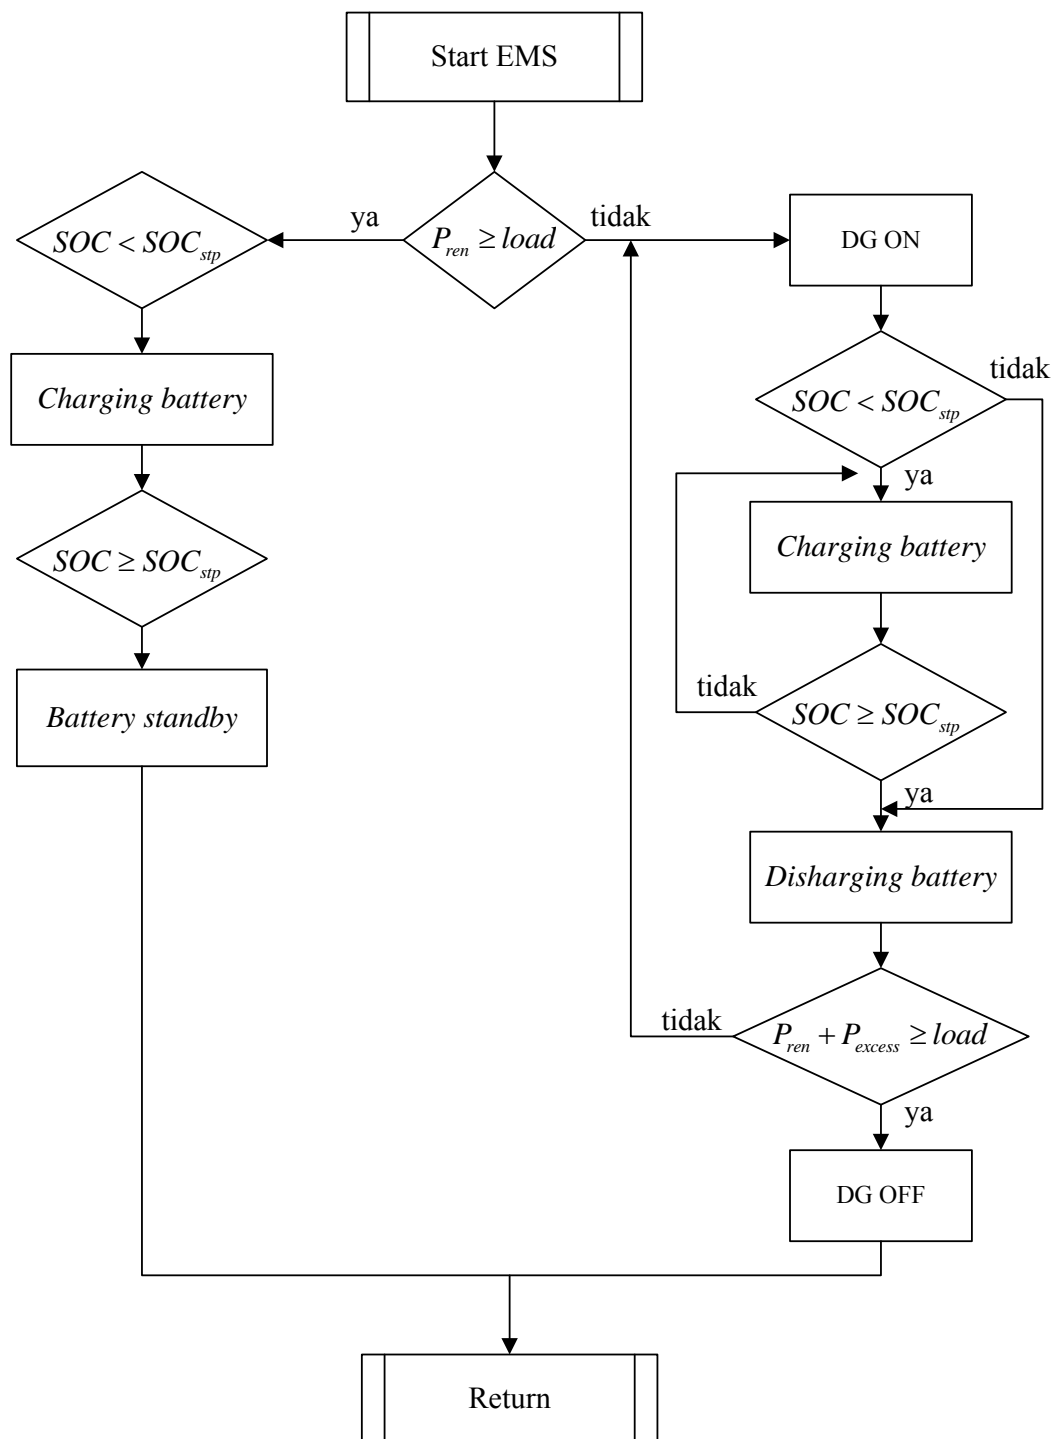 Start EMS
ya
tidak
SOC < SOC_stp
P_ren ≥ load
DG ON
tidak
SOC < SOC_stp
Charging battery
ya
SOC ≥ SOC_stp
Charging battery
tidak
Battery standby
SOC ≥ SOC_stp
ya
Disharging battery
tidak
P_ren + P_excess ≥ load
ya
DG OFF
Return